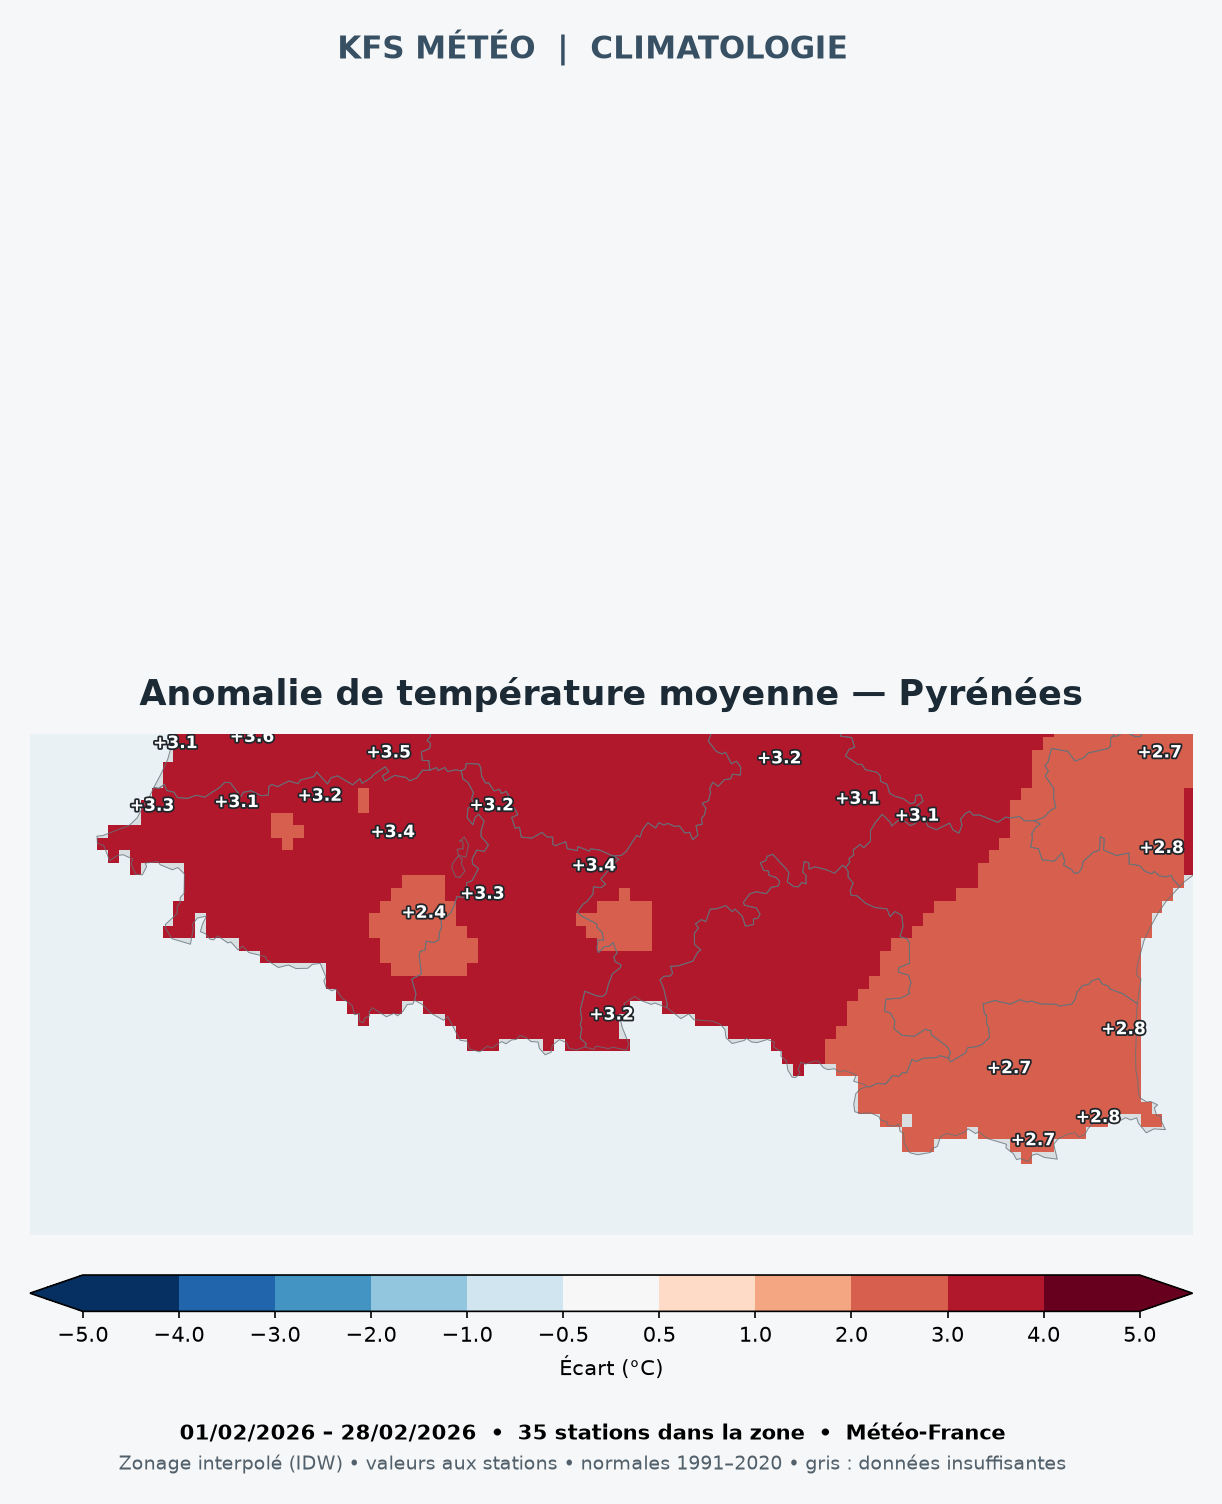 KFS MÉTÉO | CLIMATOLOGIE
Anomalie de température moyenne — Pyrénées
+3.1 +3.6 +3.5 +3.2 +2.7
+3.3 +3.1 +3.2 +3.2 +3.1 +3.1
+3.4 +2.8
+3.4
+3.3
+2.4
+3.2
+2.8
+2.7
+2.8
+2.7
−5.0 −4.0 −3.0 −2.0 −1.0 −0.5 0.5 1.0 2.0 3.0 4.0 5.0
Écart (°C)
01/02/2026 – 28/02/2026 • 35 stations dans la zone • Météo-France
Zonage interpolé (IDW) • valeurs aux stations • normales 1991–2020 • gris : données insuffisantes